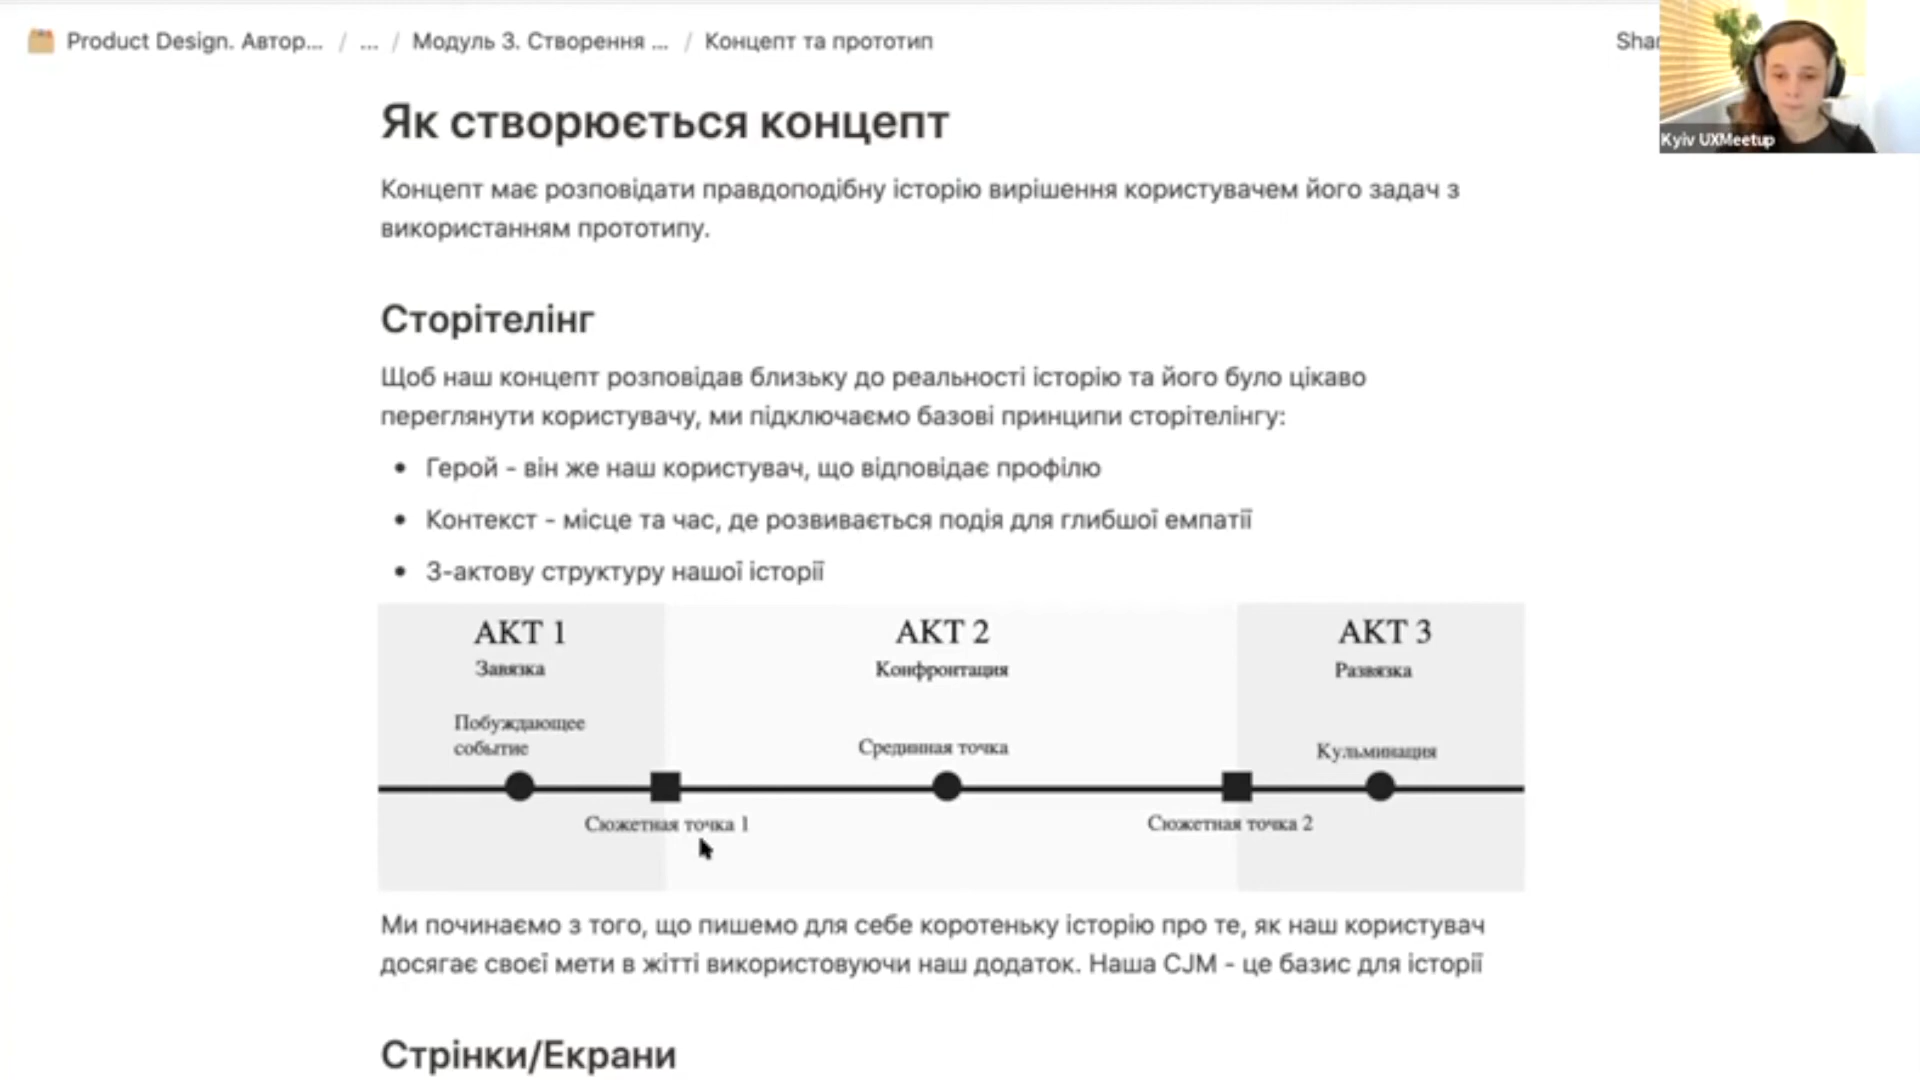 Product Design. Автор... / ... / Модуль 3. Створення ... / Концепт та прототип
Shar
Kyiv UXMeetup
Як створюється концепт
Концепт має розповідати правдоподібну історію вирішення користувачем його задач з
використанням прототипу.
Сторітелінг
Щоб наш концепт розповідав близьку до реальності історію та його було цікаво
переглянути користувачу, ми підключаємо базові принципи сторітелінгу:
• Герой - він же наш користувач, що відповідає профілю
• Контекст - місце та час, де розвивається подія для глибшої емпатії
• 3-актову структуру нашої історії
АКТ 1
Завязка
АКТ 2
Конфронтация
АКТ 3
Развязка
Побуждающее
событие
Срединная точка
Кульминация
Сюжетная точка 1
Сюжетная точка 2
Ми починаємо з того, що пишемо для себе коротеньку історію про те, як наш користувач
досягає своєї мети в жітті використовуючи наш додаток. Наша CJM - це базис для історії
Стрінки/Екрани